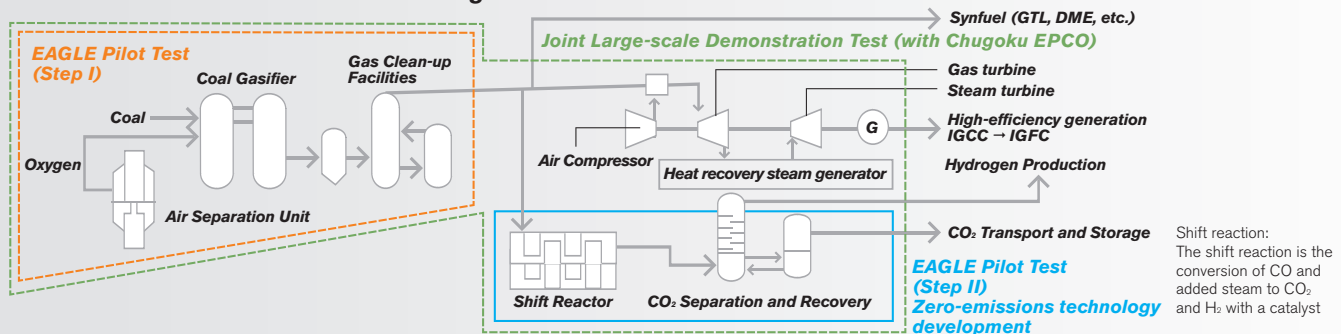 Synfuel (GTL, DME, etc.)
EAGLE Pilot Test
(Step I)
Joint Large-scale Demonstration Test (with Chugoku EPCO)
Coal Gasifier
Gas Clean-up
Facilities
Gas turbine
Steam turbine
Coal
High-efficiency generation
IGCC → IGFC
G
Oxygen
Air Compressor
Heat recovery steam generator
Hydrogen Production
Air Separation Unit
CO₂ Transport and Storage
Shift reaction:
The shift reaction is the
conversion of CO and
added steam to CO₂
and H₂ with a catalyst
EAGLE Pilot Test
(Step II)
Zero-emissions technology
development
Shift Reactor
CO₂ Separation and Recovery